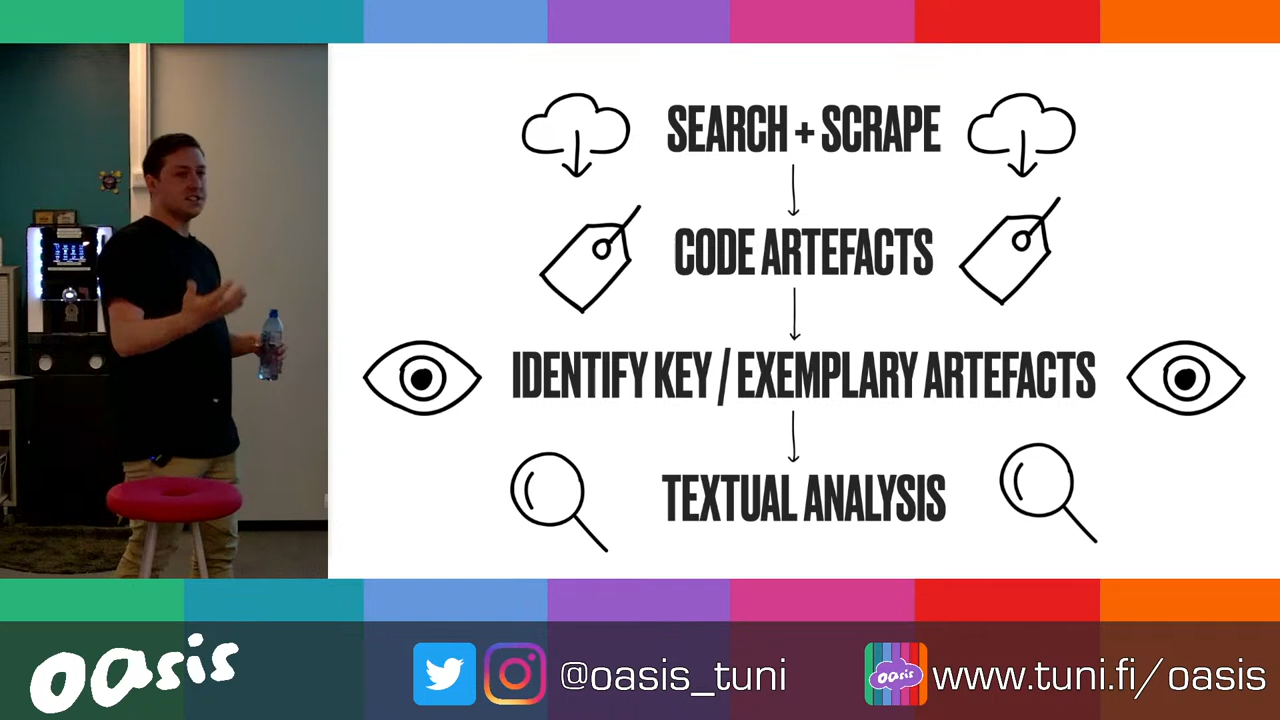 SEARCH + SCRAPE
CODE ARTEFACTS
IDENTIFY KEY / EXEMPLARY ARTEFACTS
TEXTUAL ANALYSIS
oasis
@oasis_tuni
oasis
www.tuni.fi/oasis